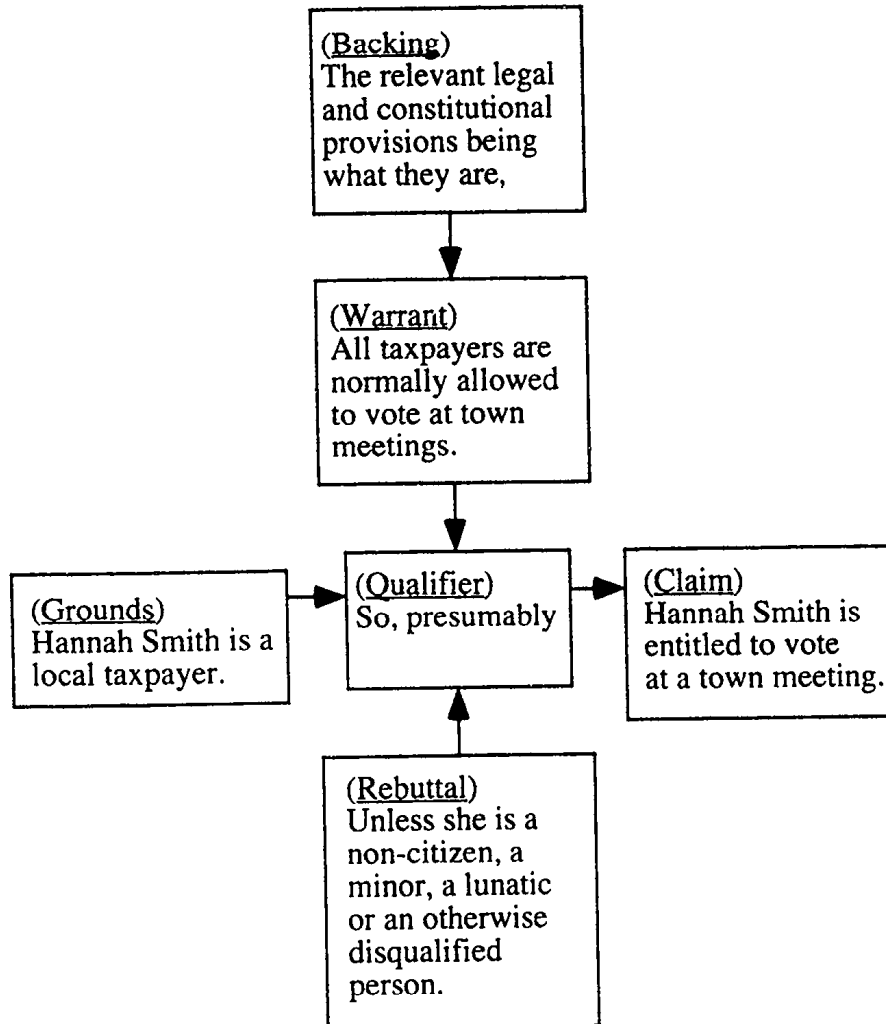 (Backing)
The relevant legal
and constitutional
provisions being
what they are,
(Warrant)
All taxpayers are
normally allowed
to vote at town
meetings.
(Grounds)
Hannah Smith is a
local taxpayer.
(Qualifier)
So, presumably
(Claim)
Hannah Smith is
entitled to vote
at a town meeting.
(Rebuttal)
Unless she is a
non-citizen, a
minor, a lunatic
or an otherwise
disqualified
person.